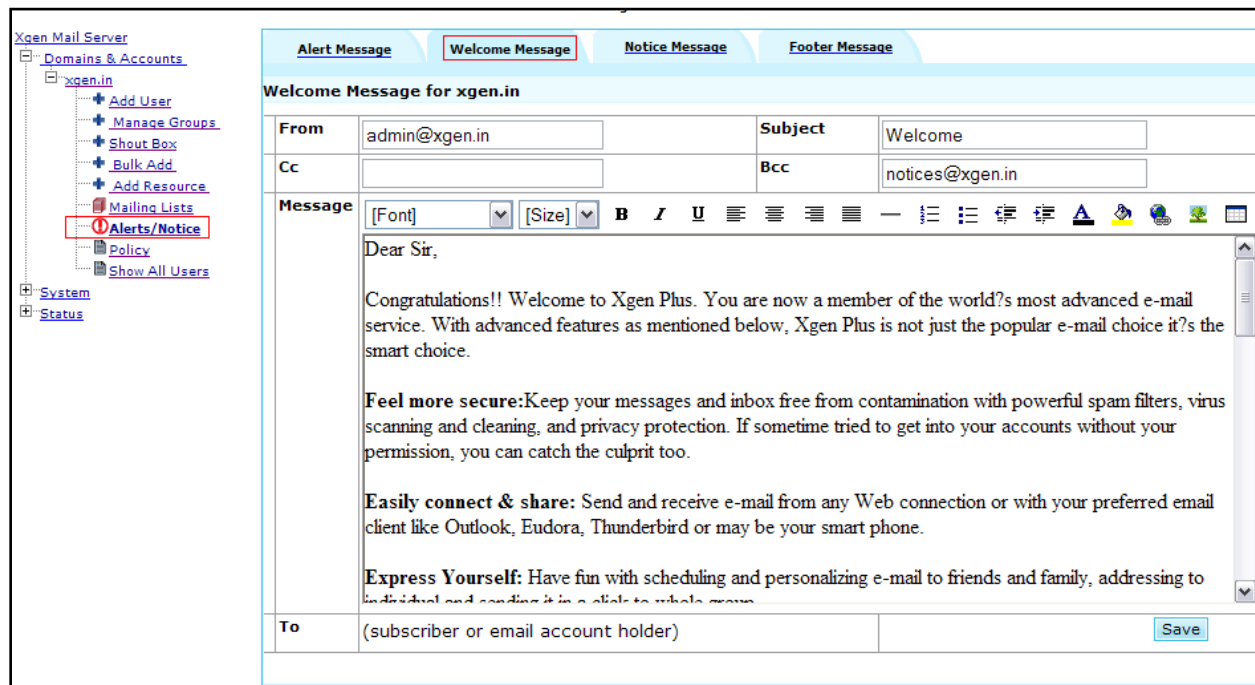 Xgen Mail Server
Domains & Accounts
xgen.in
Add User
Manage Groups
Shout Box
Bulk Add
Add Resource
Mailing Lists
Alerts/Notice
Policy
Show All Users
System
Status
Alert Message Welcome Message Notice Message Footer Message
Welcome Message for xgen.in
From admin@xgen.in Subject Welcome
Cc Bcc notices@xgen.in
Message [Font] [Size] B I U A
Dear Sir,
Congratulations!! Welcome to Xgen Plus. You are now a member of the world?s most advanced e-mail
service. With advanced features as mentioned below, Xgen Plus is not just the popular e-mail choice it?s the
smart choice.
Feel more secure:Keep your messages and inbox free from contamination with powerful spam filters, virus
scanning and cleaning, and privacy protection. If sometime tried to get into your accounts without your
permission, you can catch the culprit too.
Easily connect & share: Send and receive e-mail from any Web connection or with your preferred email
client like Outlook, Eudora, Thunderbird or may be your smart phone.
Express Yourself: Have fun with scheduling and personalizing e-mail to friends and family, addressing to
individual and sending it in a click to whole group
To (subscriber or email account holder) Save